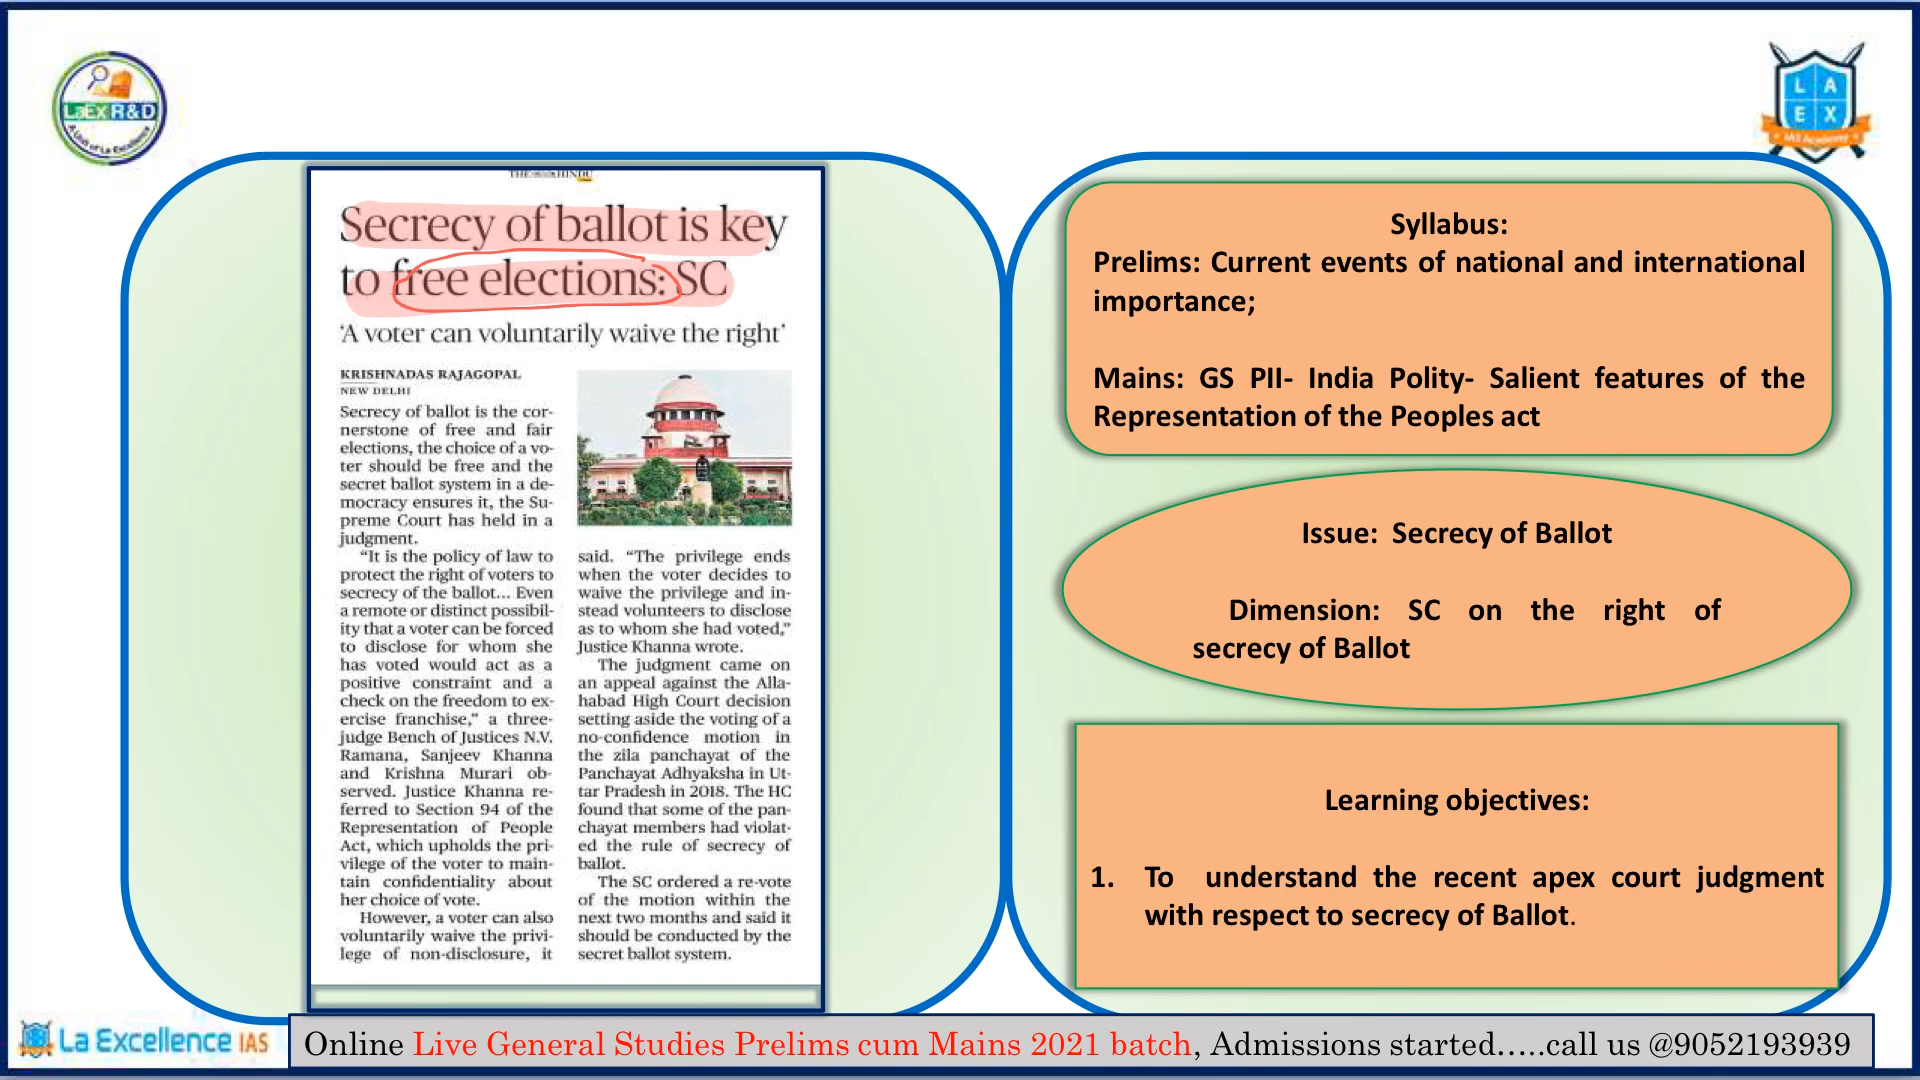 LaEx R&D
A Unit of La Excellence
L A
E X
IAS Academy
THE HINDU
Secrecy of ballot is key
to free elections: SC
‘A voter can voluntarily waive the right’
KRISHNADAS RAJAGOPAL
NEW DELHI
Secrecy of ballot is the cor-
nerstone of free and fair
elections, the choice of a vo-
ter should be free and the
secret ballot system in a de-
mocracy ensures it, the Su-
preme Court has held in a
judgment.
“It is the policy of law to
protect the right of voters to
secrecy of the ballot... Even
a remote or distinct possibil-
ity that a voter can be forced
to disclose for whom she
has voted would act as a
positive constraint and a
check on the freedom to ex-
ercise franchise,” a three-
judge Bench of Justices N.V.
Ramana, Sanjeev Khanna
and Krishna Murari ob-
served. Justice Khanna re-
ferred to Section 94 of the
Representation of People
Act, which upholds the pri-
vilege of the voter to main-
tain confidentiality about
her choice of vote.
However, a voter can also
voluntarily waive the privi-
lege of non-disclosure, it
said. “The privilege ends
when the voter decides to
waive the privilege and in-
stead volunteers to disclose
as to whom she had voted,”
Justice Khanna wrote.
The judgment came on
an appeal against the Alla-
habad High Court decision
setting aside the voting of a
no-confidence motion in
the zila panchayat of the
Panchayat Adhyaksha in Ut-
tar Pradesh in 2018. The HC
found that some of the pan-
chayat members had violat-
ed the rule of secrecy of
ballot.
The SC ordered a re-vote
of the motion within the
next two months and said it
should be conducted by the
secret ballot system.
Syllabus:
Prelims: Current events of national and international
importance;
Mains: GS PII- India Polity- Salient features of the
Representation of the Peoples act
Issue: Secrecy of Ballot
Dimension: SC on the right of
secrecy of Ballot
Learning objectives:
1. To understand the recent apex court judgment
with respect to secrecy of Ballot.
La Excellence IAS
Online Live General Studies Prelims cum Mains 2021 batch, Admissions started…..call us @9052193939